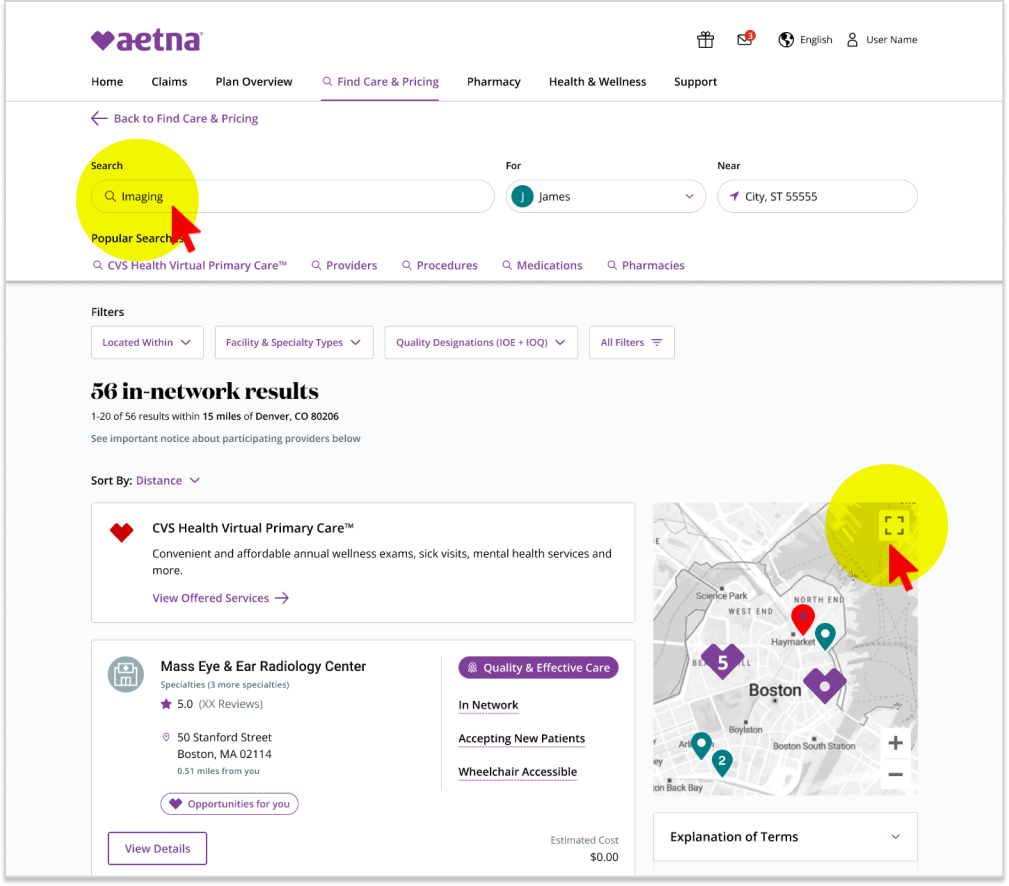 aetna
3
English
User Name
Home
Claims
Plan Overview
Find Care & Pricing
Pharmacy
Health & Wellness
Support
Back to Find Care & Pricing
Search
For
Near
Imaging
J
James
City, ST 55555
Popular Searches
CVS Health Virtual Primary Care™
Providers
Procedures
Medications
Pharmacies
Filters
Located Within
Facility & Specialty Types
Quality Designations (IOE + IOQ)
All Filters
56 in-network results
1-20 of 56 results within 15 miles of Denver, CO 80206
See important notice about participating providers below
Sort By: Distance
CVS Health Virtual Primary Care™
Convenient and affordable annual wellness exams, sick visits, mental health services and
more.
View Offered Services
Mass Eye & Ear Radiology Center
Specialties (3 more specialties)
5.0 (XX Reviews)
50 Stanford Street
Boston, MA 02114
0.51 miles from you
Opportunities for you
View Details
Quality & Effective Care
In Network
Accepting New Patients
Wheelchair Accessible
Estimated Cost
$0.00
Science Park
NORTH END
WEST END
Haymarket
5
Boston
Boylston
Boston South Station
2
on Back Bay
Explanation of Terms